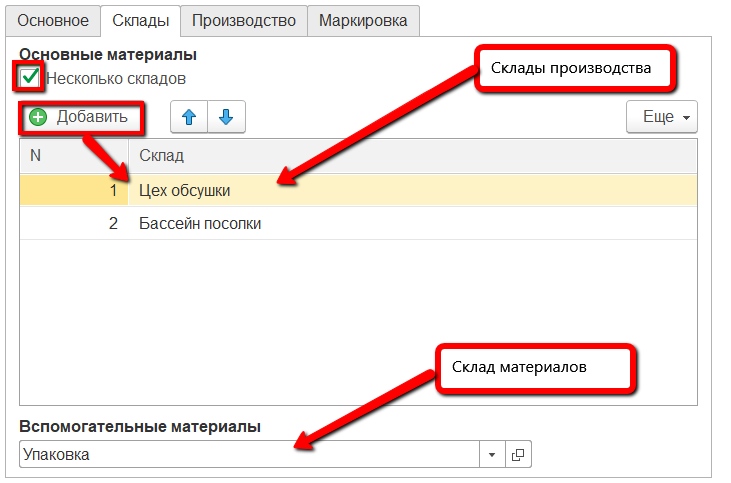 Основное Склады Производство Маркировка
Основные материалы
Несколько складов
Склады производства
Добавить
Еще
N Склад
1 Цех обсушки
2 Бассейн посолки
Склад материалов
Вспомогательные материалы
Упаковка